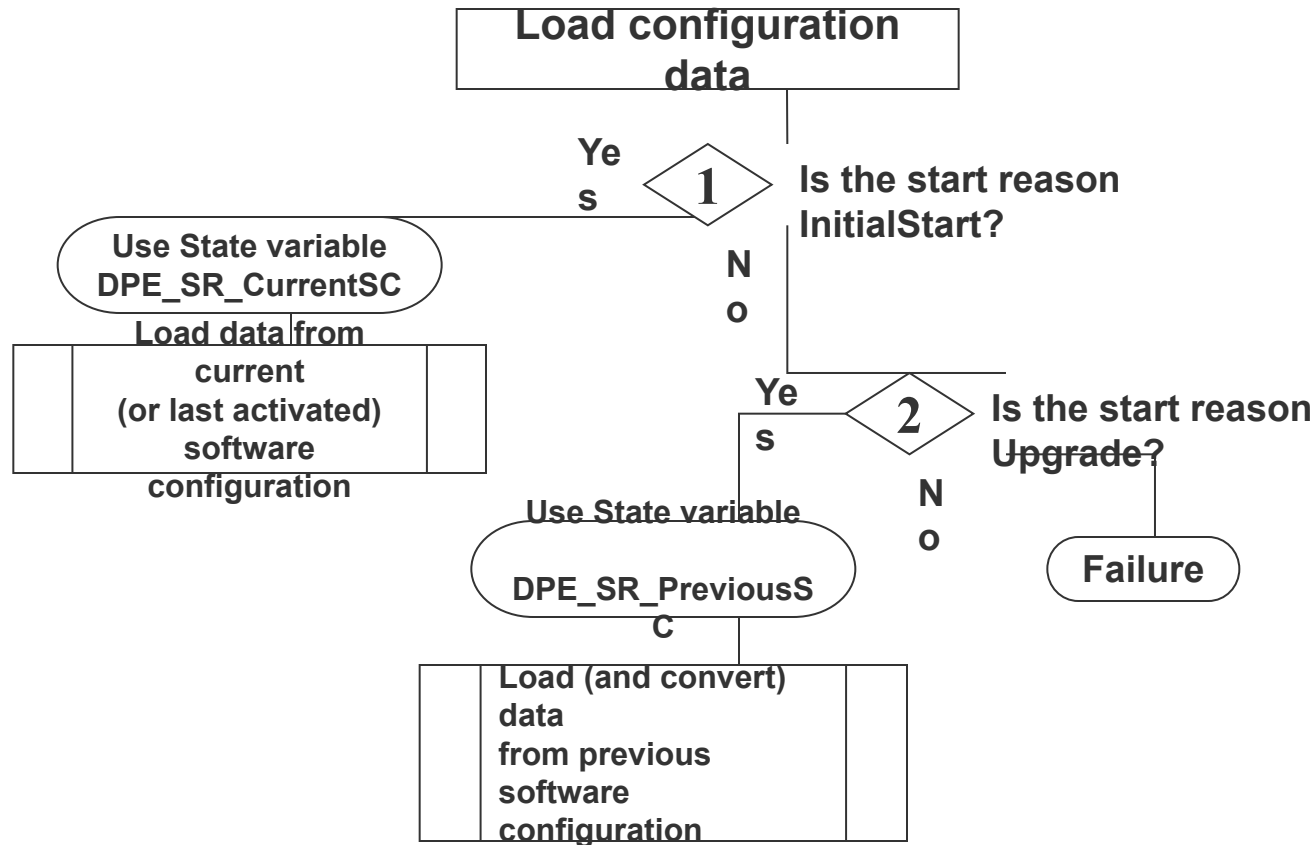 Load configuration
data
Ye
s
1
Is the start reason
InitialStart?
Use State variable
DPE_SR_CurrentSC
N
o
Load data from
current
(or last activated)
software
configuration
Ye
s
2
Is the start reason
Upgrade?
N
o
Use State variable
DPE_SR_PreviousS
C
Failure
Load (and convert)
data
from previous
software
configuration